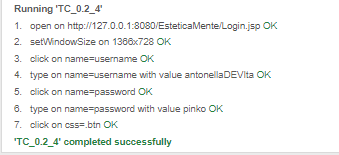 Running 'TC_0.2_4'
1. open on http://127.0.0.1:8080/EsteticaMente/Login.jsp OK
2. setWindowSize on 1366x728 OK
3. click on name=username OK
4. type on name=username with value antonellaDEVIta OK
5. click on name=password OK
6. type on name=password with value pinko OK
7. click on css=.btn OK
'TC_0.2_4' completed successfully